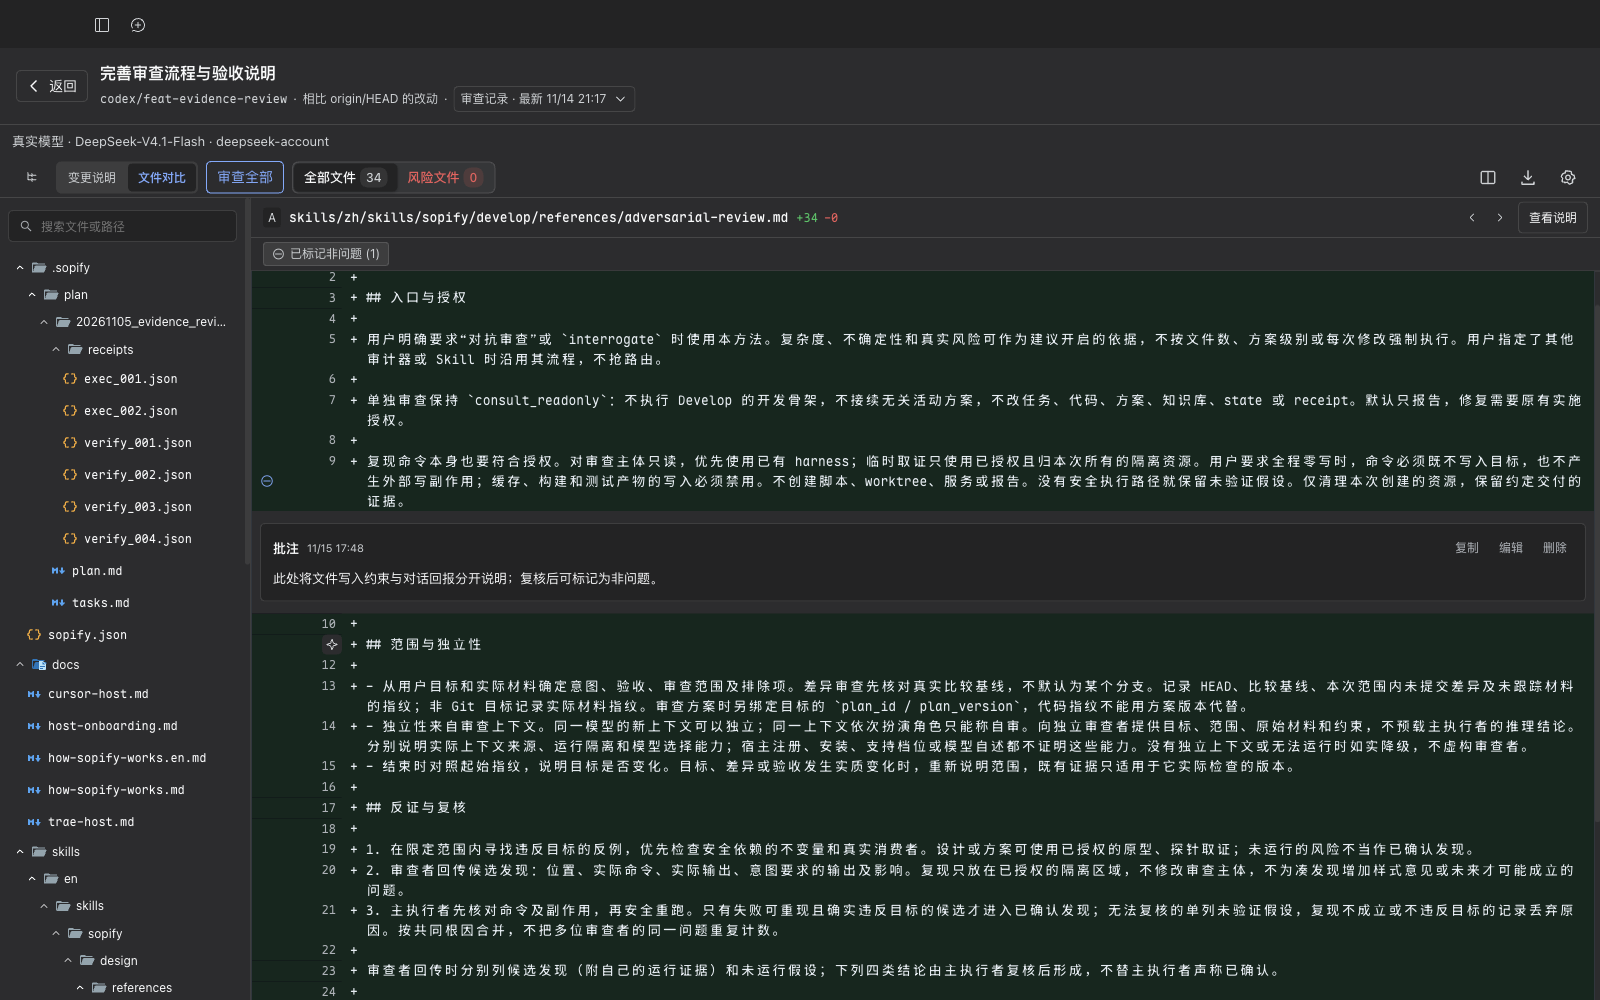 返回
完善审查流程与验收说明
codex/feat-evidence-review · 相比 origin/HEAD 的改动 · 审查记录 · 最新 11/14 21:17
真实模型 · DeepSeek-V4.1-Flash · deepseek-account
变更说明 文件对比 审查全部 全部文件 34 风险文件 0
搜索文件或路径
.sopify
plan
20261105_evidence_revi...
receipts
exec_001.json
exec_002.json
verify_001.json
verify_002.json
verify_003.json
verify_004.json
plan.md
tasks.md
sopify.json
docs
cursor-host.md
host-onboarding.md
how-sopify-works.en.md
how-sopify-works.md
trae-host.md
skills
en
skills
sopify
design
references
A skills/zh/skills/sopify/develop/references/adversarial-review.md +34 -0
查看说明
已标记非问题 (1)
2 +
3 + ## 入口与授权
4 +
5 + 用户明确要求“对抗审查”或 `interrogate` 时使用本方法。复杂度、不确定性和真实风险可作为建议开启的依据，不按文件数、方案级别或每次修改强制执行。用户指定了其他
审计器或 Skill 时沿用其流程，不抢路由。
6 +
7 + 单独审查保持 `consult_readonly`：不执行 Develop 的开发骨架，不接续无关活动方案，不改任务、代码、方案、知识库、state 或 receipt。默认只报告，修复需要原有实施
授权。
8 +
9 + 复现命令本身也要符合授权。对审查主体只读，优先使用已有 harness；临时取证只使用已授权且归本次所有的隔离资源。用户要求全程零写时，命令必须既不写入目标，也不产
生外部写副作用；缓存、构建和测试产物的写入必须禁用。不创建脚本、worktree、服务或报告。没有安全执行路径就保留未验证假设。仅清理本次创建的资源，保留约定交付的
证据。
批注 11/15 17:48
复制 编辑 删除
此处将文件写入约束与对话回报分开说明；复核后可标记为非问题。
10 +
+ ## 范围与独立性
12 +
13 + - 从用户目标和实际材料确定意图、验收、审查范围及排除项。差异审查先核对真实比较基线，不默认为某个分支。记录 HEAD、比较基线、本次范围内未提交差异及未跟踪材料
的指纹；非 Git 目标记录实际材料指纹。审查方案时另绑定目标的 `plan_id / plan_version`，代码指纹不能用方案版本代替。
14 + - 独立性来自审查上下文。同一模型的新上下文可以独立；同一上下文依次扮演角色只能称自审。向独立审查者提供目标、范围、原始材料和约束，不预载主执行者的推理结论。
分别说明实际上下文来源、运行隔离和模型选择能力；宿主注册、安装、支持档位或模型自述都不证明这些能力。没有独立上下文或无法运行时如实降级，不虚构审查者。
15 + - 结束时对照起始指纹，说明目标是否变化。目标、差异或验收发生实质变化时，重新说明范围，既有证据只适用于它实际检查的版本。
16 +
17 + ## 反证与复核
18 +
19 + 1. 在限定范围内寻找违反目标的反例，优先检查安全依赖的不变量和真实消费者。设计或方案可使用已授权的原型、探针取证；未运行的风险不当作已确认发现。
20 + 2. 审查者回传候选发现：位置、实际命令、实际输出、意图要求的输出及影响。复现只放在已授权的隔离区域，不修改审查主体，不为凑发现增加样式意见或未来才可能成立的
问题。
21 + 3. 主执行者先核对命令及副作用，再安全重跑。只有失败可重现且确实违反目标的候选才进入已确认发现；无法复核的单列未验证假设，复现不成立或不违反目标的记录丢弃原
因。按共同根因合并，不把多位审查者的同一问题重复计数。
22 +
23 + 审查者回传时分别列候选发现（附自己的运行证据）和未运行假设；下列四类结论由主执行者复核后形成，不替主执行者声称已确认。
24 +